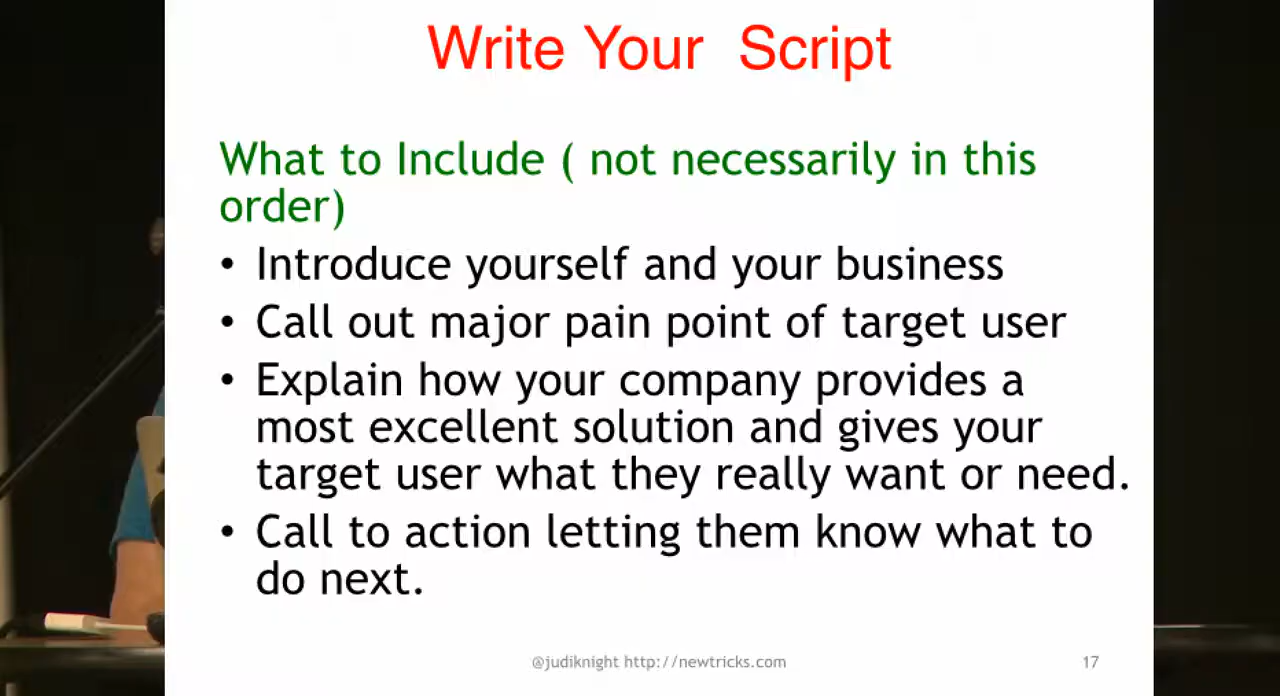 Write Your  Script
What to Include ( not necessarily in this
order)
• Introduce yourself and your business
• Call out major pain point of target user
• Explain how your company provides a
most excellent solution and gives your
target user what they really want or need.
• Call to action letting them know what to
do next.
@judiknight http://newtricks.com
17